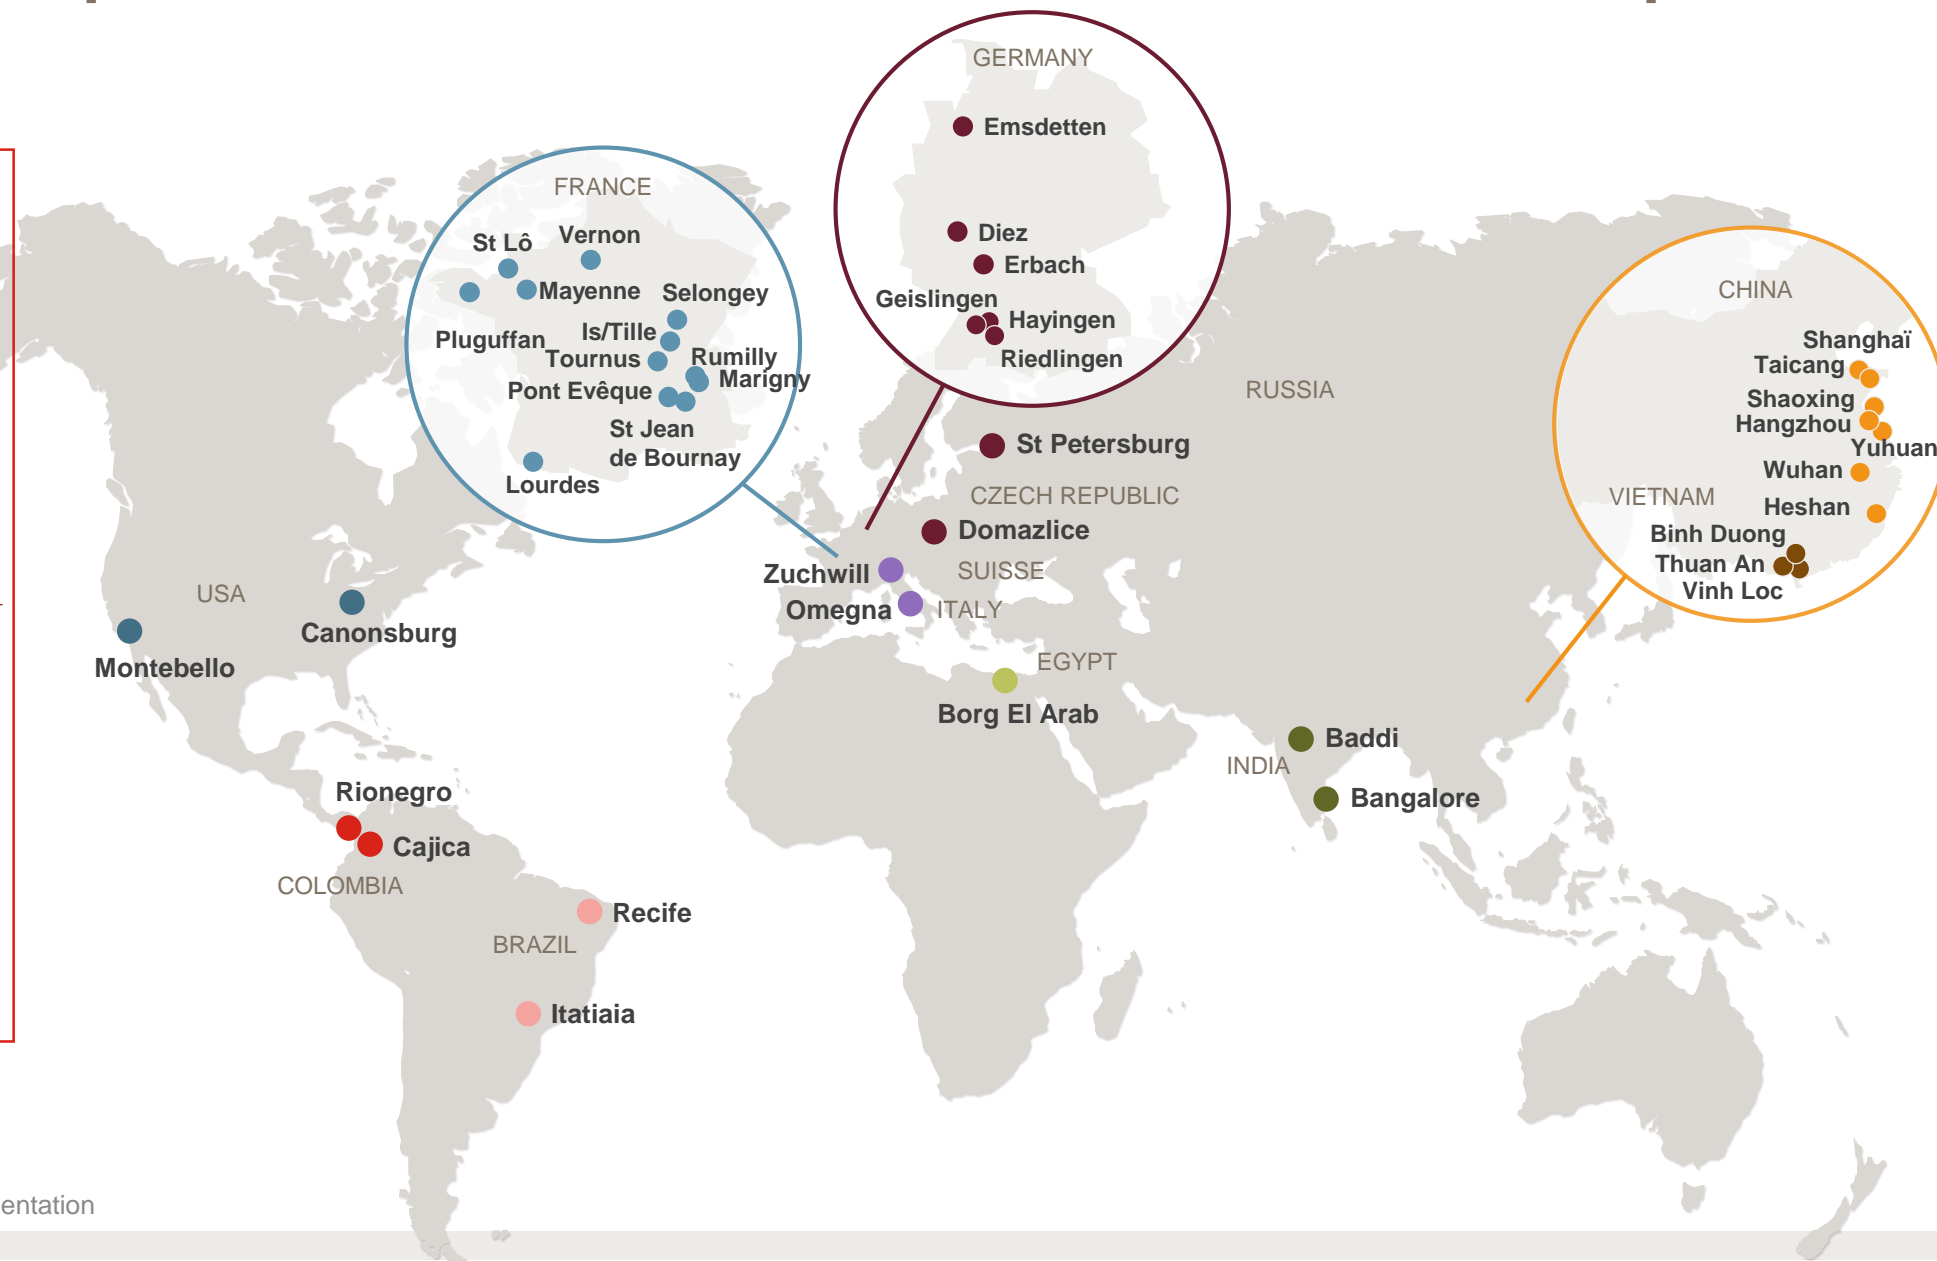 GERMANY
Emsdetten
Diez
Erbach
Geislingen
Hayingen
Riedlingen
FRANCE
St Lô
Vernon
Mayenne
Selongey
Pluguffan
Is/Tille
Tournus
Rumilly
Marigny
Pont Evêque
St Jean
de Bournay
Lourdes
CHINA
Shanghaï
Taicang
Shaoxing
Hangzhou
Yuhuan
Wuhan
Heshan
VIETNAM
Binh Duong
Thuan An
Vinh Loc
RUSSIA
St Petersburg
CZECH REPUBLIC
Domazlice
Zuchwill
SUISSE
Omegna
ITALY
USA
Canonsburg
Montebello
EGYPT
Borg El Arab
Baddi
INDIA
Bangalore
Rionegro
Cajica
COLOMBIA
Recife
BRAZIL
Itatiaia
entation